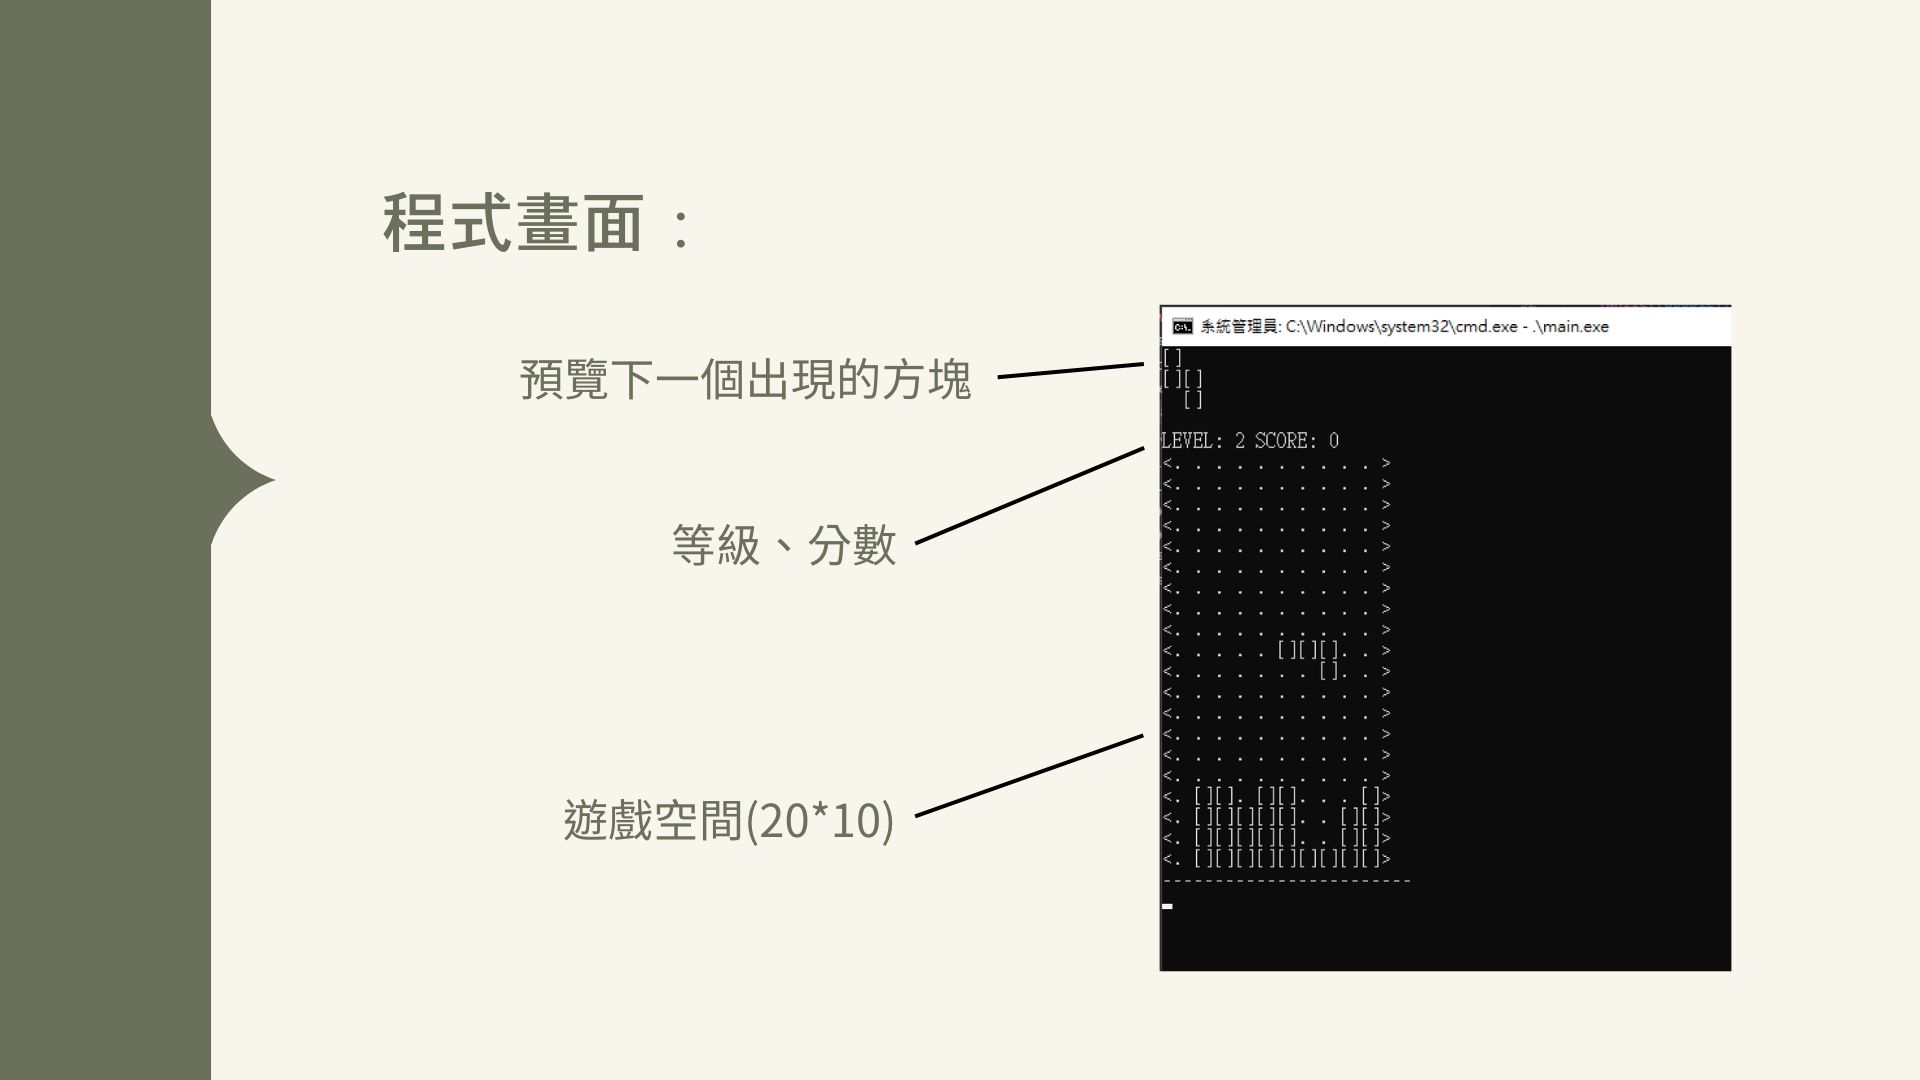 程式畫面：
預覽下一個出現的方塊
等級、分數
遊戲空間(20*10)
系統管理員: C:\Windows\system32\cmd.exe - .\main.exe
[]
[][]
  []
LEVEL: 2 SCORE: 0
<. . . . . . . . . . >
<. . . . . . . . . . >
<. . . . . . . . . . >
<. . . . . . . . . . >
<. . . . . . . . . . >
<. . . . . . . . . . >
<. . . . . . . . . . >
<. . . . . . . . . . >
<. . . . . . . . . . >
<. . . . . [][][]. . >
<. . . . . . . []. . >
<. . . . . . . . . . >
<. . . . . . . . . . >
<. . . . . . . . . . >
<. . . . . . . . . . >
<. . . . . . . . . . >
<. [][]. [][]. . . []>
<. [][][][][]. . [][]>
<. [][][][][]. . [][]>
<. [][][][][][][][][]>
------------------------